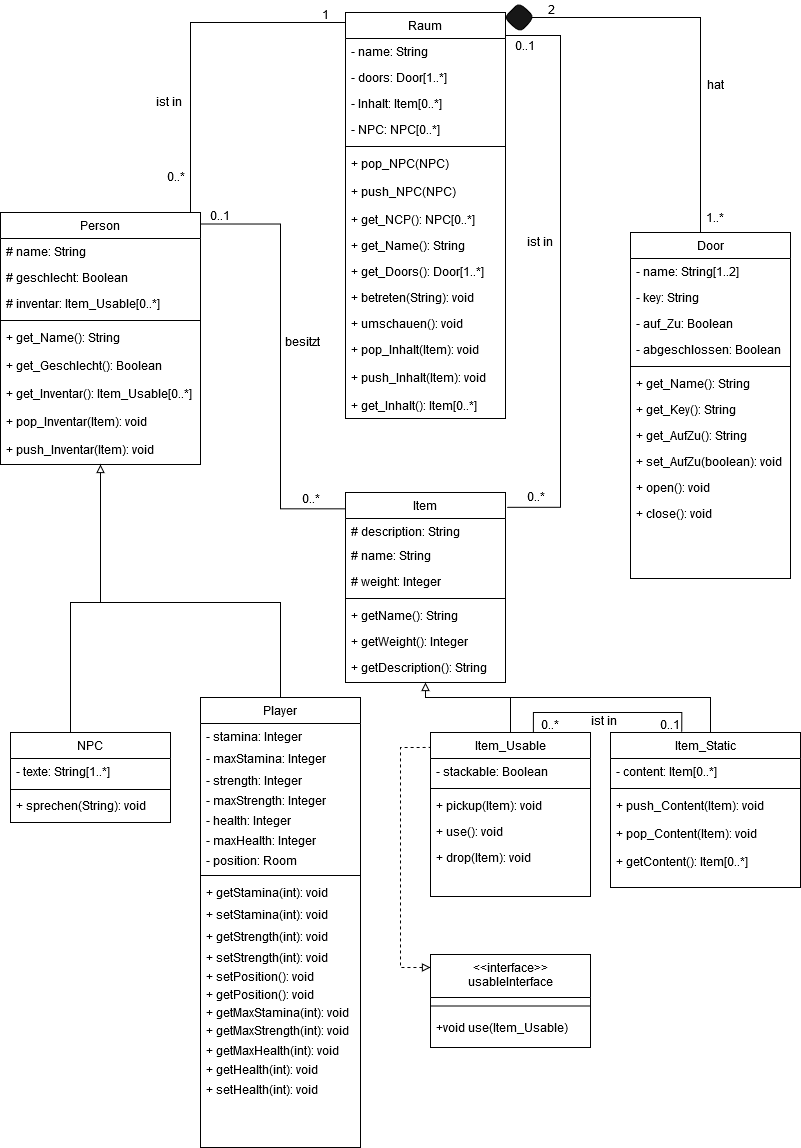 1
Raum
2
- name: String
- doors: Door[1..*]
- Inhalt: Item[0..*]
- NPC: NPC[0..*]
+ pop_NPC(NPC)
+ push_NPC(NPC)
+ get_NCP(): NPC[0..*]
+ get_Name(): String
+ get_Doors(): Door[1..*]
+ betreten(String): void
+ umschauen(): void
+ pop_Inhalt(Item): void
+ push_Inhalt(Item): void
+ get_Inhalt(): Item[0..*]
0..1
hat
ist in
0..*
ist in
1..*
0..1
Person
# name: String
# geschlecht: Boolean
# inventar: Item_Usable[0..*]
+ get_Name(): String
+ get_Geschlecht(): Boolean
+ get_Inventar(): Item_Usable[0..*]
+ pop_Inventar(Item): void
+ push_Inventar(Item): void
besitzt
Door
- name: String[1..2]
- key: String
- auf_Zu: Boolean
- abgeschlossen: Boolean
+ get_Name(): String
+ get_Key(): String
+ get_AufZu(): String
+ set_AufZu(boolean): void
+ open(): void
+ close(): void
0..*
0..*
Item
# description: String
# name: String
# weight: Integer
+ getName(): String
+ getWeight(): Integer
+ getDescription(): String
NPC
- texte: String[1..*]
+ sprechen(String): void
Player
- stamina: Integer
- maxStamina: Integer
- strength: Integer
- maxStrength: Integer
- health: Integer
- maxHealth: Integer
- position: Room
+ getStamina(int): void
+ setStamina(int): void
+ getStrength(int): void
+ setStrength(int): void
+ setPosition(): void
+ getPosition(): void
+ getMaxStamina(int): void
+ getMaxStrength(int): void
+ getMaxHealth(int): void
+ getHealth(int): void
+ setHealth(int): void
0..*
ist in
0..1
Item_Usable
- stackable: Boolean
+ pickup(Item): void
+ use(): void
+ drop(Item): void
Item_Static
- content: Item[0..*]
+ push_Content(Item): void
+ pop_Content(Item): void
+ getContent(): Item[0..*]
<<interface>>
usableInterface
+void use(Item_Usable)